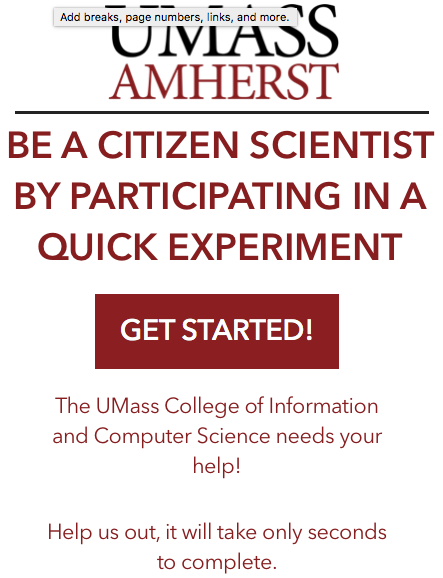 Add breaks, page numbers, links, and more.
UMASS
AMHERST
BE A CITIZEN SCIENTIST
BY PARTICIPATING IN A
QUICK EXPERIMENT
GET STARTED!
The UMass College of Information
and Computer Science needs your
help!
Help us out, it will take only seconds
to complete.